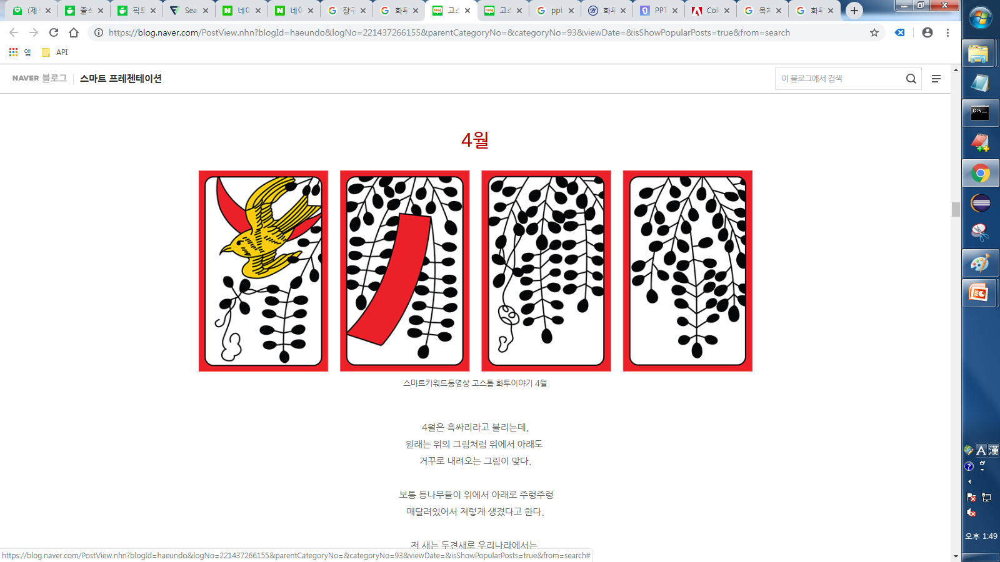 (제목
출석
픽토
Sea
네이
네이
장구
화투
고스
고스
ppt
화투
PPT
Col
목차
화투
https://blog.naver.com/PostView.nhn?blogId=haeundo&logNo=221437266155&parentCategoryNo=&categoryNo=93&viewDate=&isShowPopularPosts=true&from=search
앱
API
NAVER 블로그
스마트 프레젠테이션
이 블로그에서 검색
4월
스마트키워드동영상 고스톱 화투이야기 4월
4월은 흑싸리라고 불리는데,
원래는 위의 그림처럼 위에서 아래도
거꾸로 내려오는 그림이 맞다.
보통 등나무들이 위에서 아래로 주렁주렁
매달려있어서 저렇게 생겼다고 한다.
저 새는 두견새로 우리나라에서는
https://blog.naver.com/PostView.nhn?blogId=haeundo&logNo=221437266155&parentCategoryNo=&categoryNo=93&viewDate=&isShowPopularPosts=true&from=search#
C:\
A 漢
오후 1:49